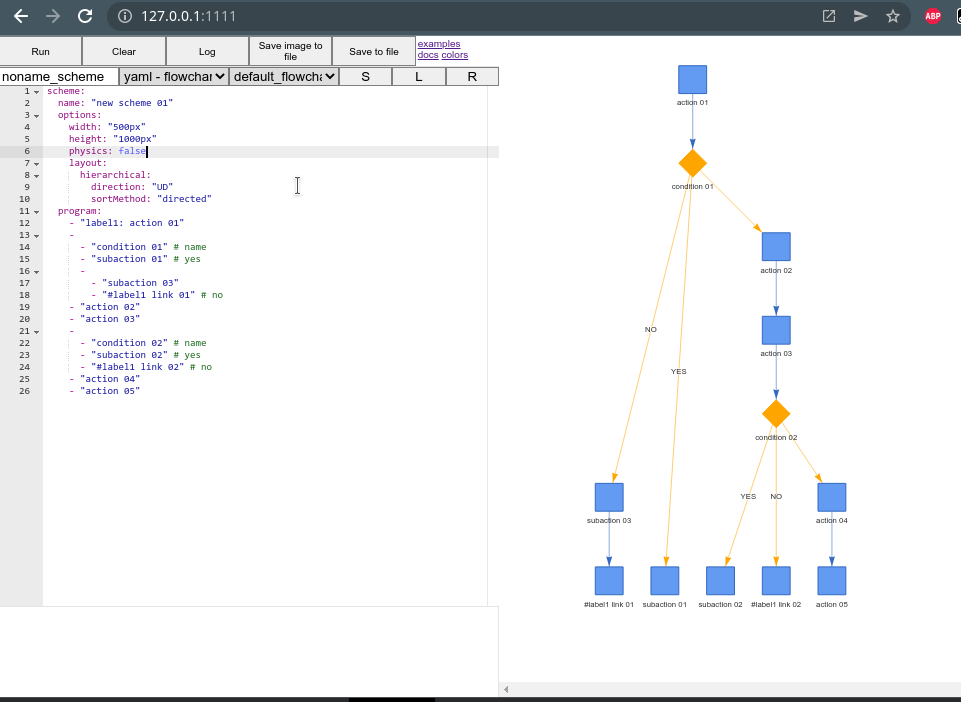 127.0.0.1:1111
ABP
Run
Clear
Log
Save image to file
Save to file
examples
docs colors
noname_scheme
yaml - flowchar
default_flowcha
S
L
R
1 scheme:
2 name: "new scheme 01"
3 options:
4 width: "500px"
5 height: "1000px"
6 physics: false
7 layout:
8 hierarchical:
9 direction: "UD"
10 sortMethod: "directed"
11 program:
12 - "label1: action 01"
13 -
14 - "condition 01" # name
15 - "subaction 01" # yes
16 -
17 - "subaction 03"
18 - "#label1 link 01" # no
19 - "action 02"
20 - "action 03"
21 -
22 - "condition 02" # name
23 - "subaction 02" # yes
24 - "#label1 link 02" # no
25 - "action 04"
26 - "action 05"
action 01
condition 01
action 02
NO
action 03
YES
condition 02
YES
NO
subaction 03
action 04
#label1 link 01
subaction 01
subaction 02
#label1 link 02
action 05